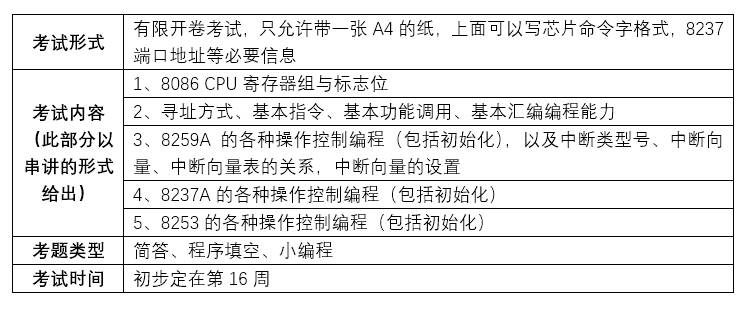 考试形式
有限开卷考试，只允许带一张 A4 的纸，上面可以写芯片命令字格式，8237
端口地址等必要信息
考试内容
（此部分以
串讲的形式
给出）
1、8086 CPU 寄存器组与标志位
2、寻址方式、基本指令、基本功能调用、基本汇编编程能力
3、8259A 的各种操作控制编程（包括初始化），以及中断类型号、中断向
量、中断向量表的关系，中断向量的设置
4、8237A 的各种操作控制编程（包括初始化）
5、8253 的各种操作控制编程（包括初始化）
考题类型
简答、程序填空、小编程
考试时间
初步定在第 16 周